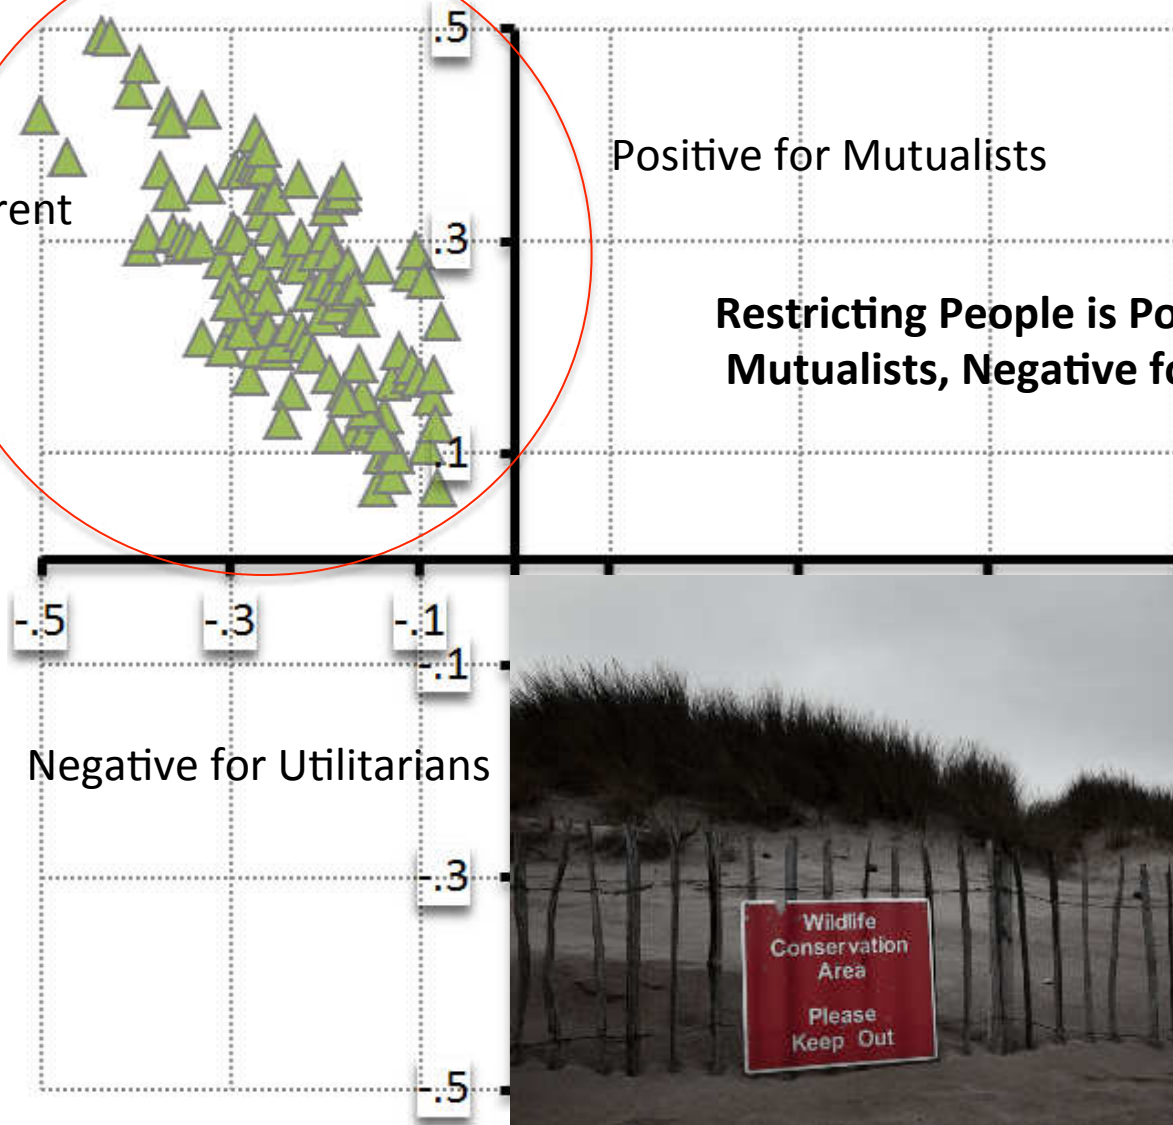 .5
Positive for Mutualists
rent
.3
Restricting People is Po
Mutualists, Negative fo
.1
-.5
-.3
-.1
-.1
Negative for Utilitarians
-.3
Wildlife
Conservation
Area
Please
Keep Out
-.5